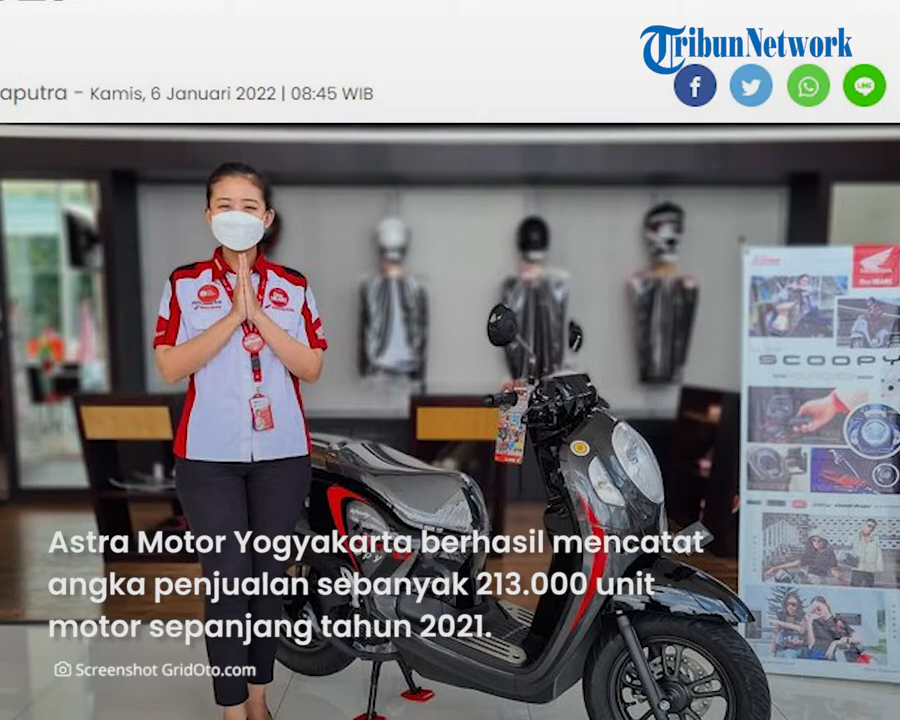 TribunNetwork
aputra - Kamis, 6 Januari 2022 | 08:45 WIB
HONDA
SCOOPY
Astra Motor Yogyakarta berhasil mencatat
angka penjualan sebanyak 213.000 unit
motor sepanjang tahun 2021.
Screenshot GridOto.com